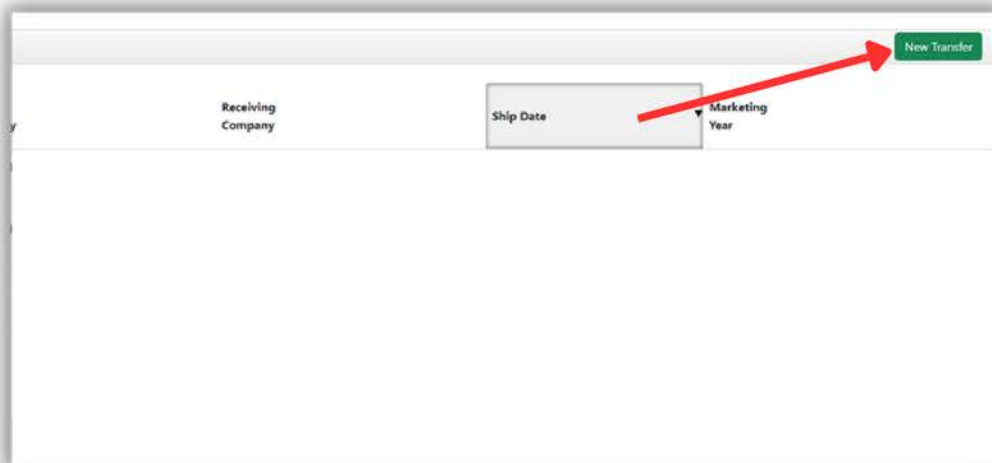 New Transfer
Receiving
Company
Ship Date
Marketing
Year
y